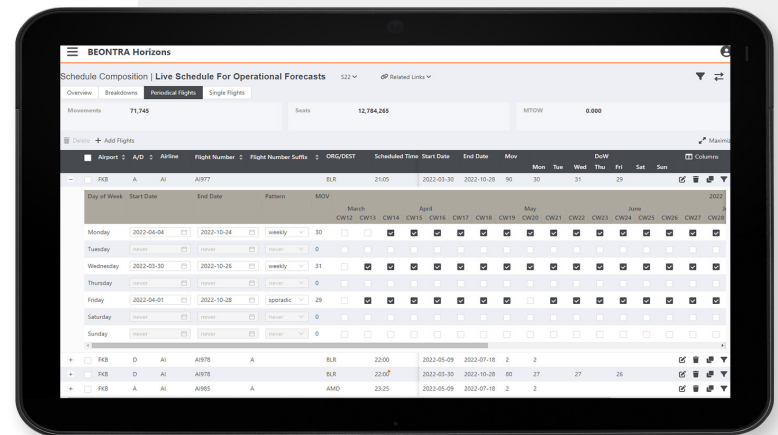 BEONTRA Horizons
Schedule Composition | Live Schedule For Operational Forecasts S22 Related Links
Overview Breakdowns Periodical Flights Single Flights
Movements 71,745 Seats 12,784,265 MTOW 0.000
Delete + Add Flights Maximiz
Airport A/D Airline Flight Number Flight Number Suffix ORG/DEST Scheduled Time Start Date End Date Mov DoW Columns
Mon Tue Wed Thu Fri Sat Sun
− FKB A AI AI977 BLR 21:05 2022-03-30 2022-10-28 90 30 31 29
Day of Week Start Date End Date Pattern MOV 2022
March April May June
CW12 CW13 CW14 CW15 CW16 CW17 CW18 CW19 CW20 CW21 CW22 CW23 CW24 CW25 CW26 CW27 CW28
Monday 2022-04-04 2022-10-24 weekly 30
Tuesday never never never 0
Wednesday 2022-03-30 2022-10-26 weekly 31
Thursday never never never 0
Friday 2022-04-01 2022-10-28 sporadic 29
Saturday never never never 0
Sunday never never never 0
+ FKB D AI AI978 A BLR 22:00 2022-05-09 2022-07-18 2 2
+ FKB D AI AI978 BLR 22:00 2022-03-30 2022-10-28 80 27 27 26
+ FKB A AI AI985 A AMD 23:25 2022-05-09 2022-07-18 2 2